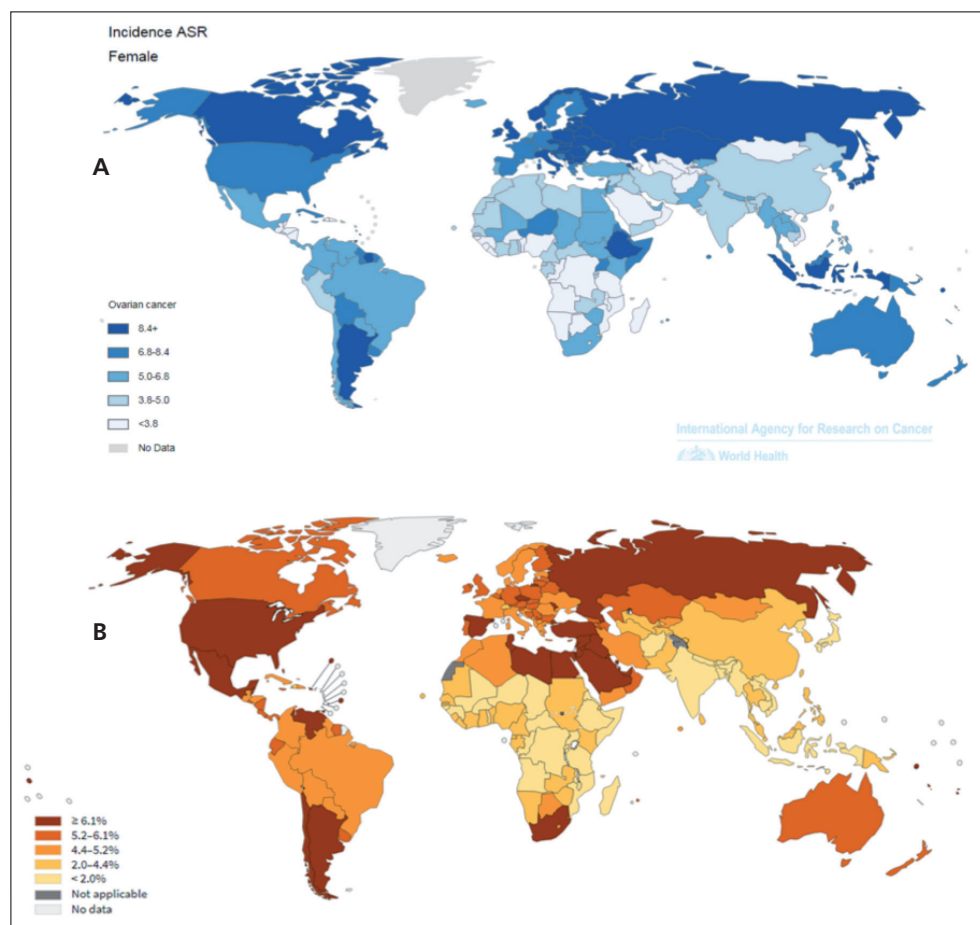 Incidence ASR
Female
A
Ovarian cancer
8.4+
6.8-8.4
5.0-6.8
3.8-5.0
<3.8
No Data
International Agency for Research on Cancer
World Health
B
≥ 6.1%
5.2–6.1%
4.4–5.2%
2.0–4.4%
< 2.0%
Not applicable
No data